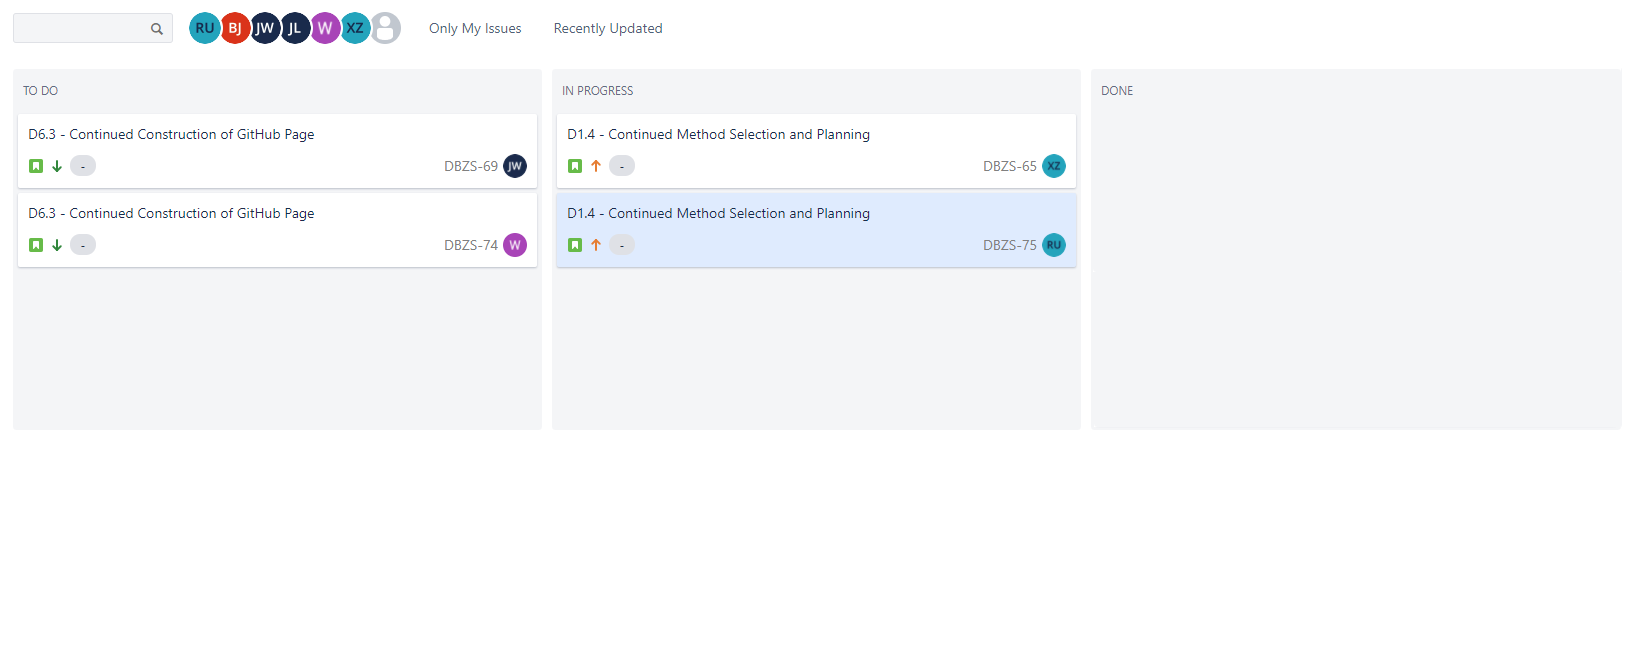 RU BJ JW JL W XZ Only My Issues Recently Updated
TO DO
D6.3 - Continued Construction of GitHub Page
- DBZS-69 JW
D6.3 - Continued Construction of GitHub Page
- DBZS-74 W
IN PROGRESS
D1.4 - Continued Method Selection and Planning
- DBZS-65 XZ
D1.4 - Continued Method Selection and Planning
- DBZS-75 RU
DONE